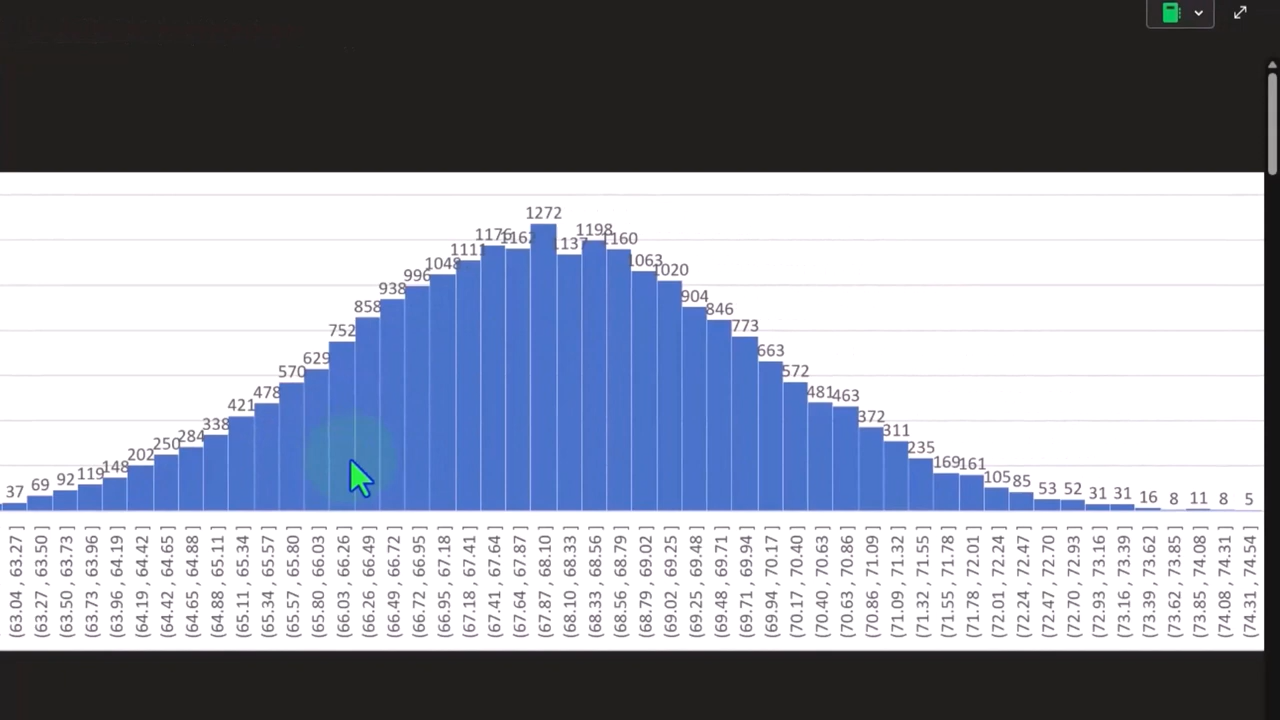 1272
1198
1176
1162
1160
1137
1111
1063
1048
1020
996
938
904
858
846
752
773
629
663
570
572
478
481
463
421
372
338
311
284
250
235
202
148
169
161
119
92
105
69
85
37
53
52
31
31
16
8
11
8
5
(63.04 , 63.27 ]
(63.27 , 63.50 ]
(63.50 , 63.73 ]
(63.73 , 63.96 ]
(63.96 , 64.19 ]
(64.19 , 64.42 ]
(64.42 , 64.65 ]
(64.65 , 64.88 ]
(64.88 , 65.11 ]
(65.11 , 65.34 ]
(65.34 , 65.57 ]
(65.57 , 65.80 ]
(65.80 , 66.03 ]
(66.03 , 66.26 ]
(66.26 , 66.49 ]
(66.49 , 66.72 ]
(66.72 , 66.95 ]
(66.95 , 67.18 ]
(67.18 , 67.41 ]
(67.41 , 67.64 ]
(67.64 , 67.87 ]
(67.87 , 68.10 ]
(68.10 , 68.33 ]
(68.33 , 68.56 ]
(68.56 , 68.79 ]
(68.79 , 69.02 ]
(69.02 , 69.25 ]
(69.25 , 69.48 ]
(69.48 , 69.71 ]
(69.71 , 69.94 ]
(69.94 , 70.17 ]
(70.17 , 70.40 ]
(70.40 , 70.63 ]
(70.63 , 70.86 ]
(70.86 , 71.09 ]
(71.09 , 71.32 ]
(71.32 , 71.55 ]
(71.55 , 71.78 ]
(71.78 , 72.01 ]
(72.01 , 72.24 ]
(72.24 , 72.47 ]
(72.47 , 72.70 ]
(72.70 , 72.93 ]
(72.93 , 73.16 ]
(73.16 , 73.39 ]
(73.39 , 73.62 ]
(73.62 , 73.85 ]
(73.85 , 74.08 ]
(74.08 , 74.31 ]
(74.31 , 74.54 ]